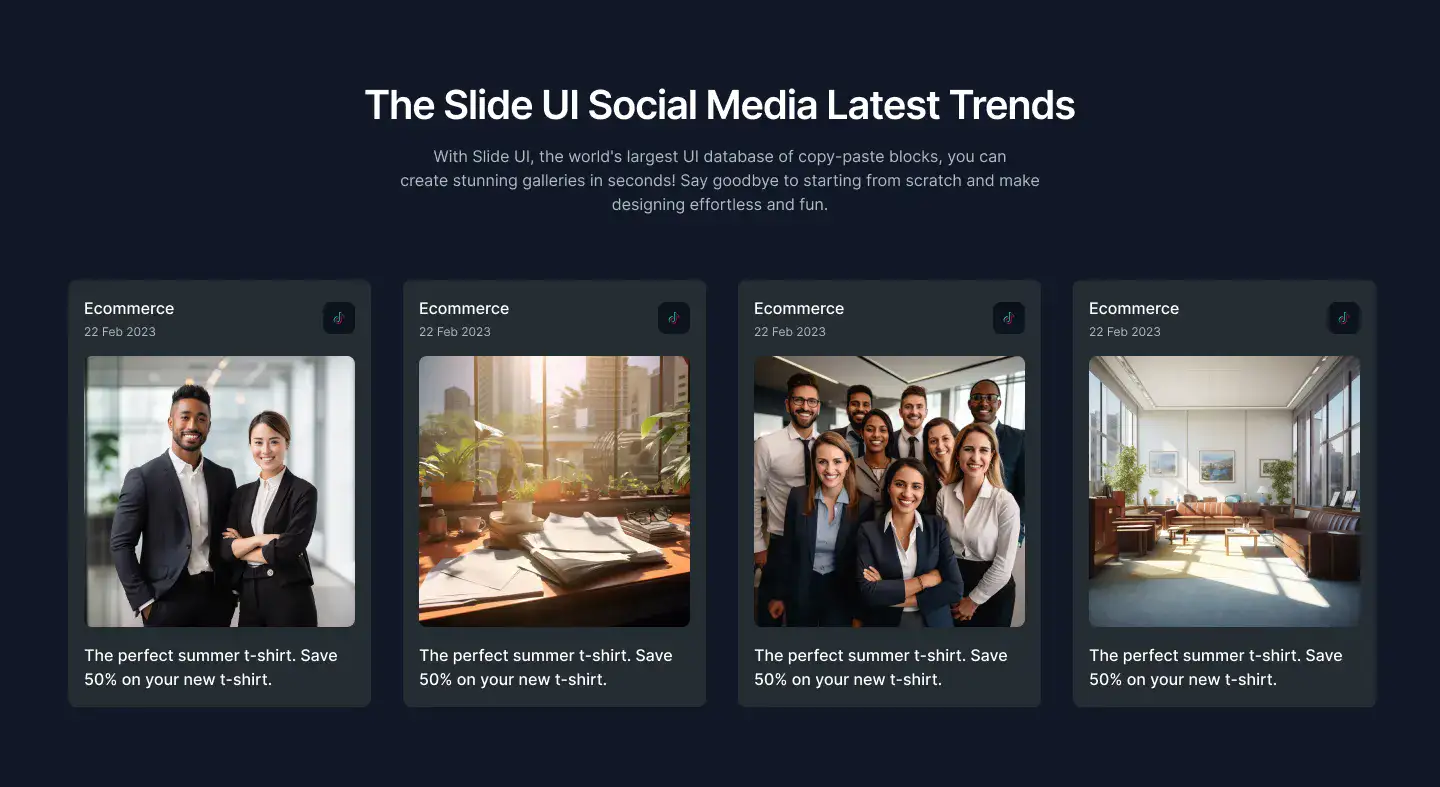 The Slide UI Social Media Latest Trends
With Slide UI, the world's largest UI database of copy-paste blocks, you can
create stunning galleries in seconds! Say goodbye to starting from scratch and make
designing effortless and fun.
Ecommerce
22 Feb 2023
The perfect summer t-shirt. Save
50% on your new t-shirt.
Ecommerce
22 Feb 2023
The perfect summer t-shirt. Save
50% on your new t-shirt.
Ecommerce
22 Feb 2023
The perfect summer t-shirt. Save
50% on your new t-shirt.
Ecommerce
22 Feb 2023
The perfect summer t-shirt. Save
50% on your new t-shirt.